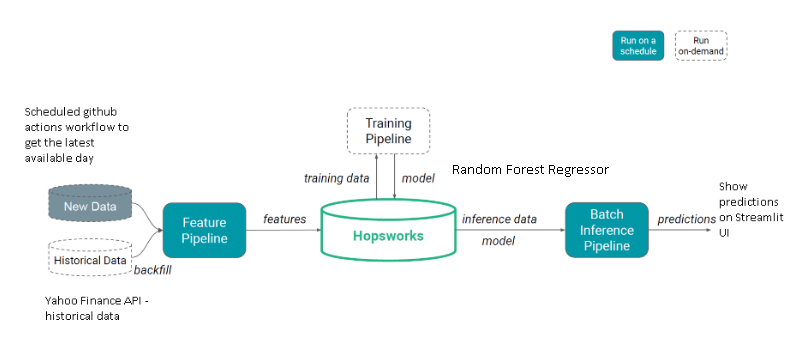 Run on a
schedule
Run
on-demand
Scheduled github
actions workflow to
get the latest
available day
Training
Pipeline
training data
model
Random Forest Regressor
New Data
Feature
Pipeline
features
Hopsworks
inference data
model
Batch
Inference
Pipeline
predictions
Show
predictions
on Streamlit
UI
Historical Data
backfill
Yahoo Finance API -
historical data